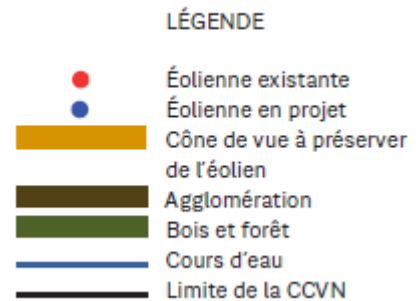 LÉGENDE
Éolienne existante
Éolienne en projet
Cône de vue à préserver
de l'éolien
Agglomération
Bois et forêt
Cours d'eau
Limite de la CCVN